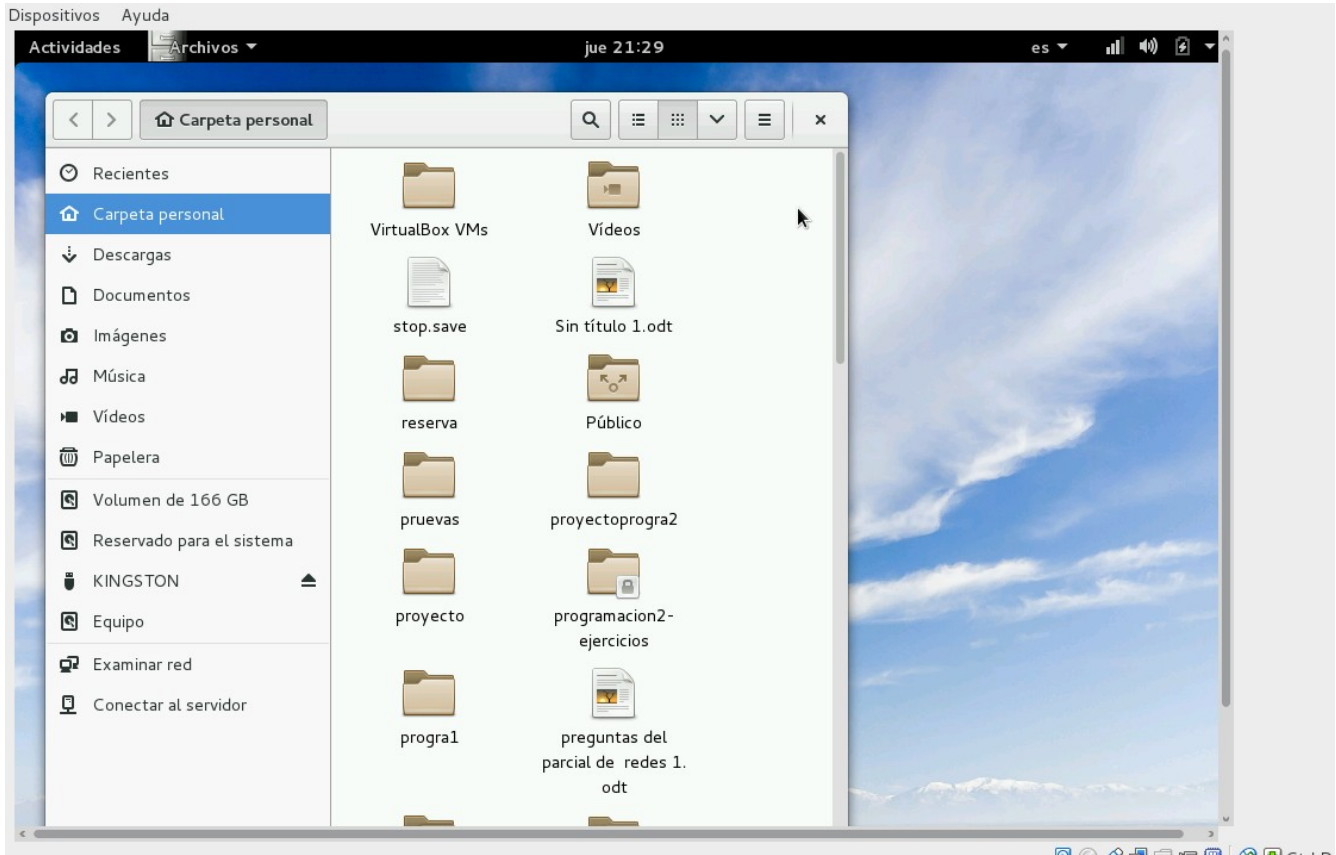 Dispositivos Ayuda
Actividades Archivos jue 21:29 es
Carpeta personal
Recientes
Carpeta personal
Descargas
Documentos
Imágenes
Música
Vídeos
Papelera
Volumen de 166 GB
Reservado para el sistema
KINGSTON
Equipo
Examinar red
Conectar al servidor
VirtualBox VMs Vídeos
stop.save Sin título 1.odt
reserva Público
pruevas proyectoprogra2
proyecto programacion2-
ejercicios
progra1 preguntas del
parcial de redes 1.
odt